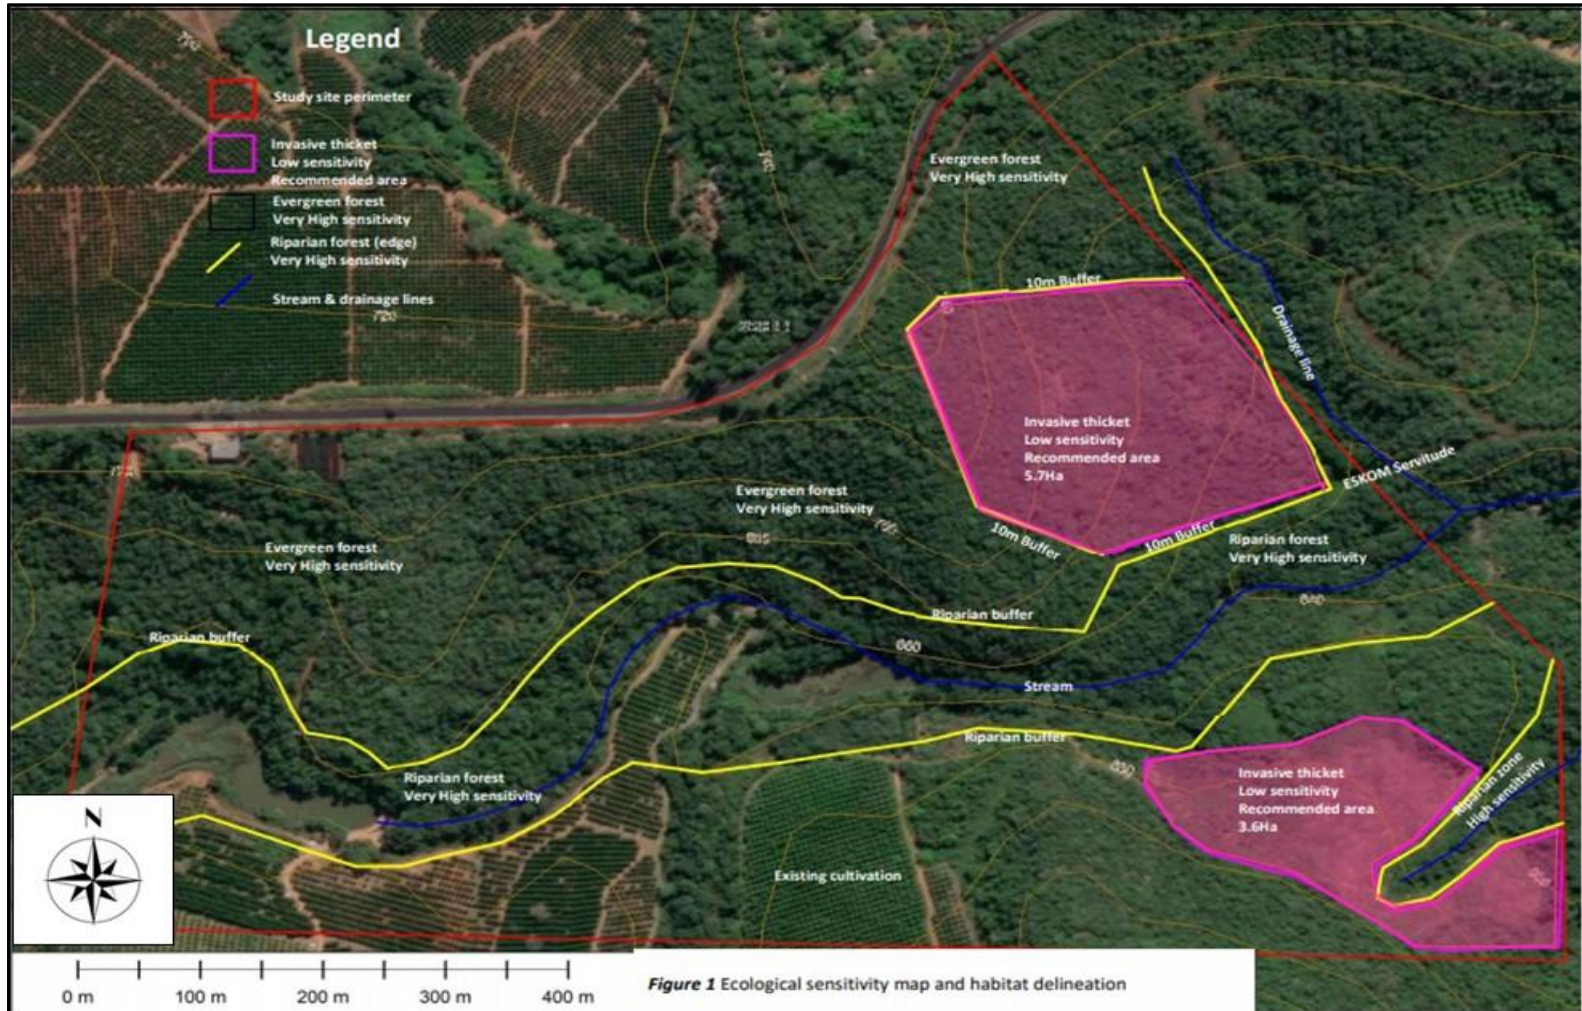 Legend
Study site perimeter
Invasive thicket
Low sensitivity
Recommended area
Evergreen forest
Very High sensitivity
Riparian forest (edge)
Very High sensitivity
Stream & drainage lines
720
Evergreen forest
Very High sensitivity
10m Buffer
Drainage line
Invasive thicket
Low sensitivity
Recommended area
5.7Ha
ESKOM Servitude
10m Buffer
10m Buffer
Riparian forest
Very High sensitivity
Evergreen forest
Very High sensitivity
Evergreen forest
Very High sensitivity
Riparian buffer
Riparian buffer
660
640
Stream
Riparian buffer
Riparian forest
Very High sensitivity
Invasive thicket
Low sensitivity
Recommended area
3.6Ha
Riparian zone
High sensitivity
Existing cultivation
N
0 m
100 m
200 m
300 m
400 m
Figure 1 Ecological sensitivity map and habitat delineation